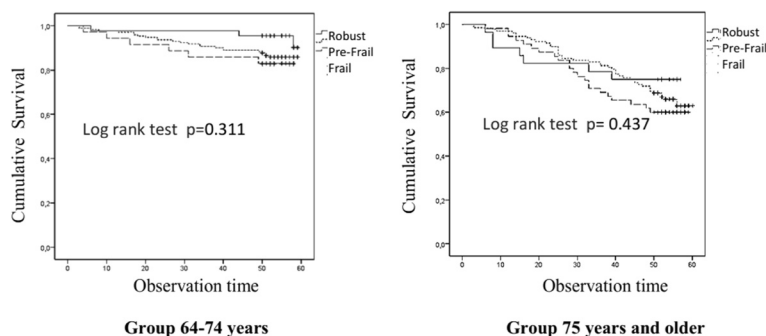 Cumulative Survival
1,0
0,8
0,6
0,4
0,2
0,0
Log rank test p=0.311
Robust
Pre-Frail
Frail
0 10 20 30 40 50 60
Observation time
Group 64-74 years
Cumulative Survival
1,0
0,8
0,6
0,4
0,2
0,0
Log rank test p= 0.437
Robust
Pre-Frail
Frail
0 10 20 30 40 50 60
Observation time
Group 75 years and older